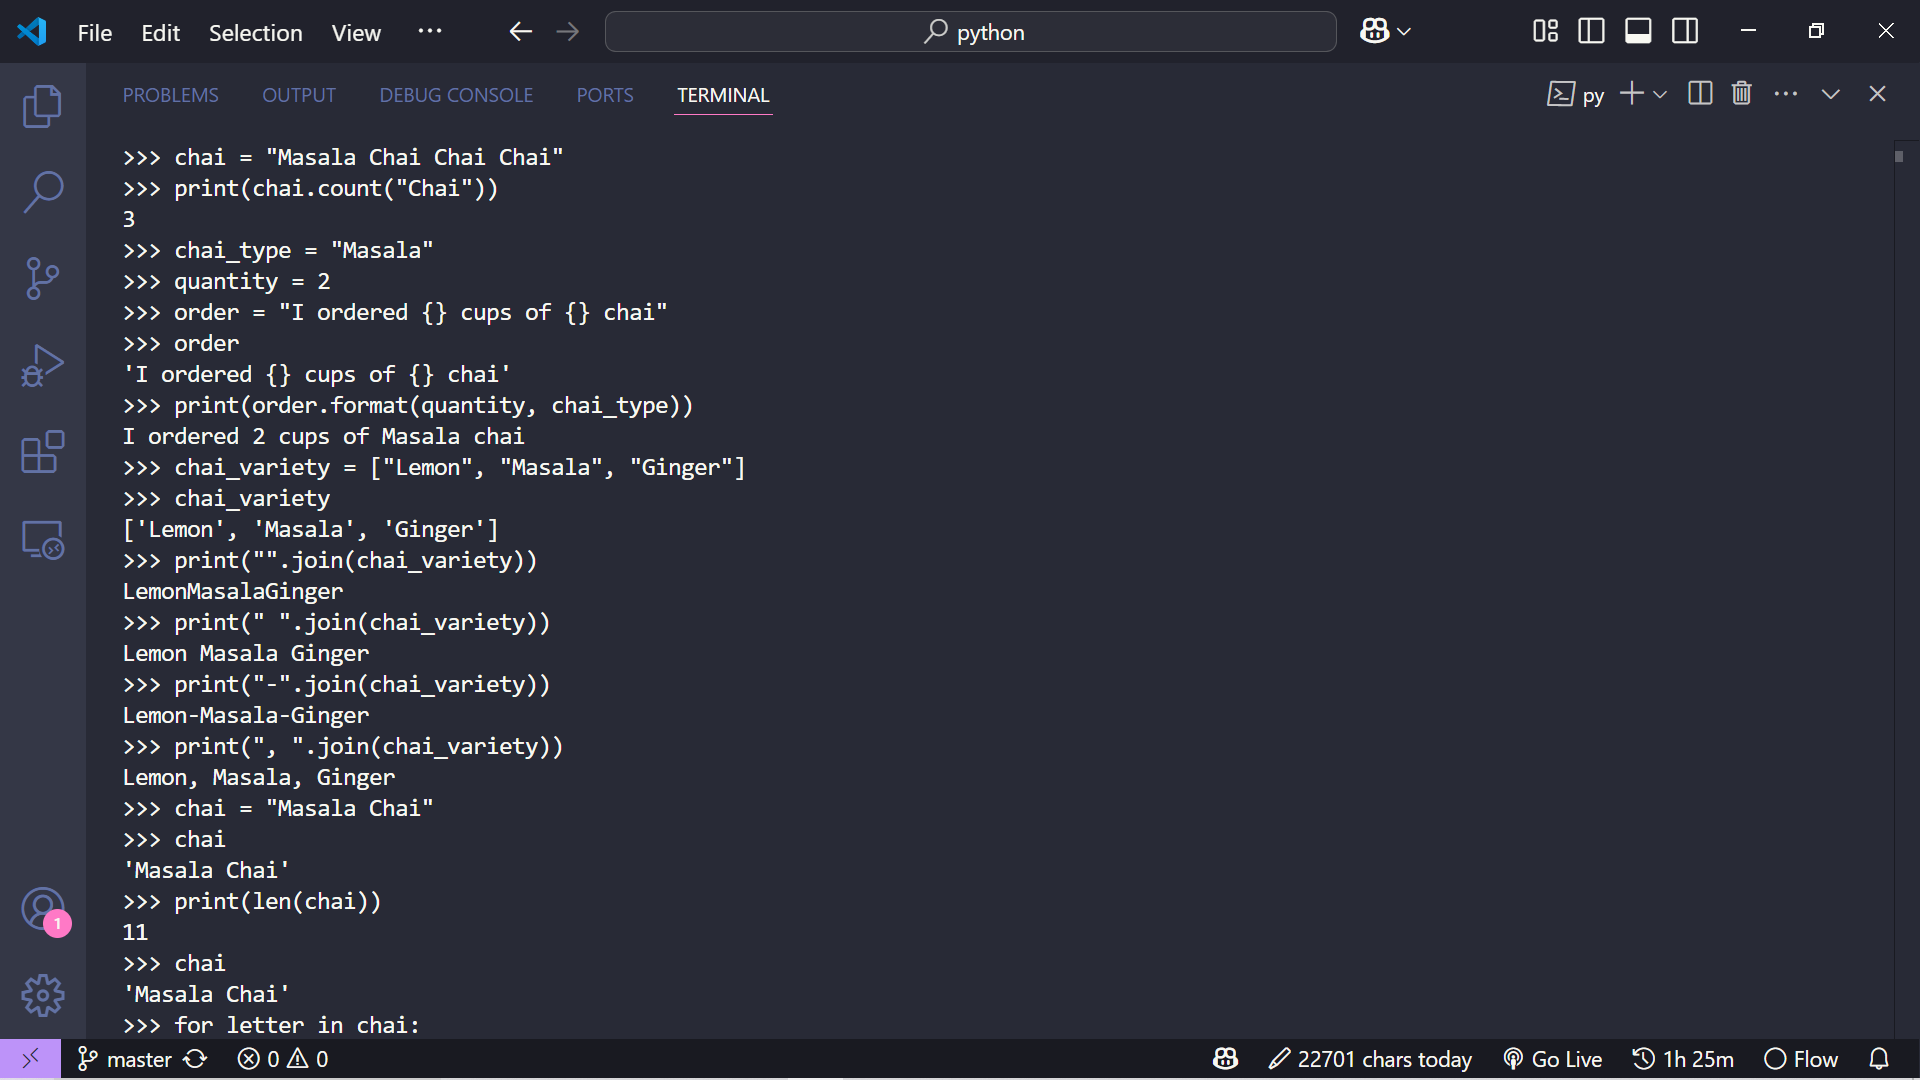 File Edit Selection View ··· python
PROBLEMS OUTPUT DEBUG CONSOLE PORTS TERMINAL py
>>> chai = "Masala Chai Chai Chai"
>>> print(chai.count("Chai"))
3
>>> chai_type = "Masala"
>>> quantity = 2
>>> order = "I ordered {} cups of {} chai"
>>> order
'I ordered {} cups of {} chai'
>>> print(order.format(quantity, chai_type))
I ordered 2 cups of Masala chai
>>> chai_variety = ["Lemon", "Masala", "Ginger"]
>>> chai_variety
['Lemon', 'Masala', 'Ginger']
>>> print("".join(chai_variety))
LemonMasalaGinger
>>> print(" ".join(chai_variety))
Lemon Masala Ginger
>>> print("-".join(chai_variety))
Lemon-Masala-Ginger
>>> print(", ".join(chai_variety))
Lemon, Masala, Ginger
>>> chai = "Masala Chai"
>>> chai
'Masala Chai'
>>> print(len(chai))
11
>>> chai
'Masala Chai'
>>> for letter in chai:
1
master 0 0 22701 chars today Go Live 1h 25m Flow